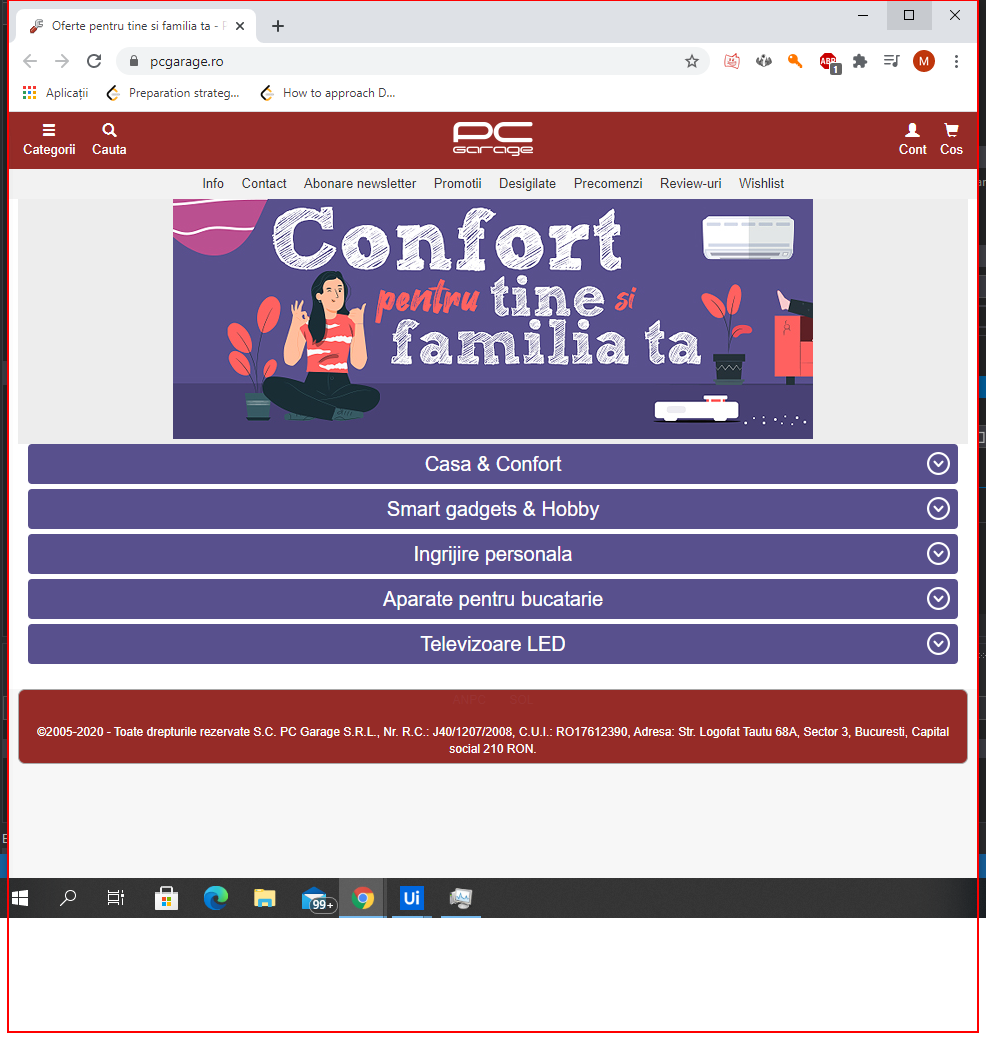 Oferte pentru tine si familia ta - P
pcgarage.ro
ABP
1
M
Aplicații
Preparation strateg...
How to approach D...
Categorii
Cauta
PC
Garage
Cont
Cos
Info Contact Abonare newsletter Promotii Desigilate Precomenzi Review-uri Wishlist
Confort
pentru tine si
familia ta
Casa & Confort
Smart gadgets & Hobby
Ingrijire personala
Aparate pentru bucatarie
Televizoare LED
©2005-2020 - Toate drepturile rezervate S.C. PC Garage S.R.L., Nr. R.C.: J40/1207/2008, C.U.I.: RO17612390, Adresa: Str. Logofat Tautu 68A, Sector 3, Bucuresti, Capital
social 210 RON.
99+
Ui